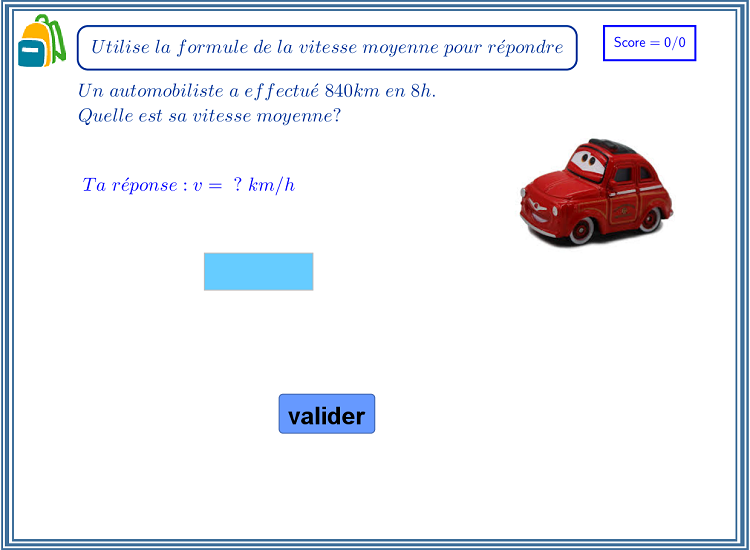 Utilise la formule de la vitesse moyenne pour répondre
Score = 0/0
Un automobiliste a effectué 840km en 8h.
Quelle est sa vitesse moyenne?
Ta réponse : v = ? km/h
valider